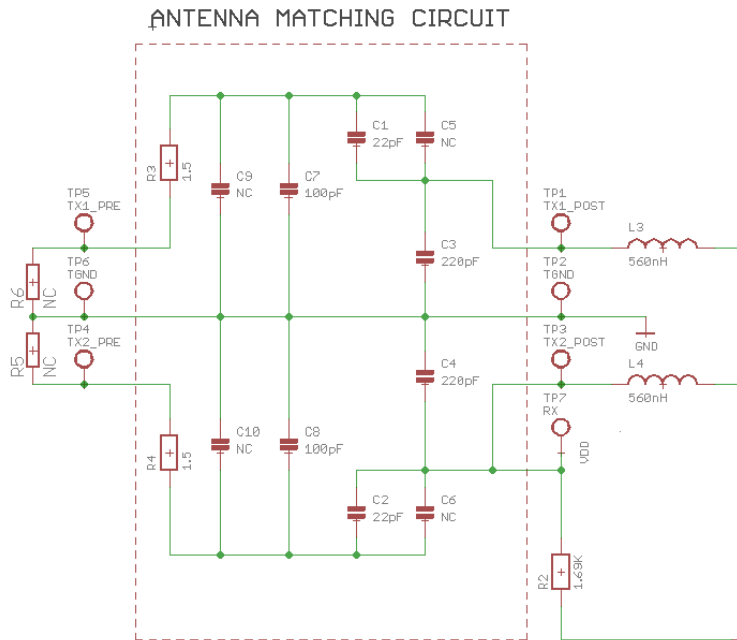 ANTENNA MATCHING CIRCUIT
C1
22pF
C5
NC
R3
1.5
C9
NC
C7
100pF
TP5
TX1_PRE
TP1
TX1_POST
L3
560nH
C3
220pF
TP6
TGND
TP2
TGND
R6
NC
GND
TP4
TX2_PRE
TP3
TX2_POST
R5
NC
C4
220pF
L4
560nH
TP7
RX
VDD
C10
NC
C8
100pF
R4
1.5
C2
22pF
C6
NC
R2
1.69K